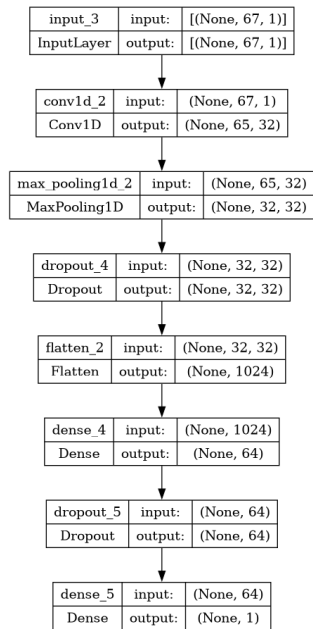 input_3 input: [(None, 67, 1)]
InputLayer output: [(None, 67, 1)]
conv1d_2 input: (None, 67, 1)
Conv1D output: (None, 65, 32)
max_pooling1d_2 input: (None, 65, 32)
MaxPooling1D output: (None, 32, 32)
dropout_4 input: (None, 32, 32)
Dropout output: (None, 32, 32)
flatten_2 input: (None, 32, 32)
Flatten output: (None, 1024)
dense_4 input: (None, 1024)
Dense output: (None, 64)
dropout_5 input: (None, 64)
Dropout output: (None, 64)
dense_5 input: (None, 64)
Dense output: (None, 1)